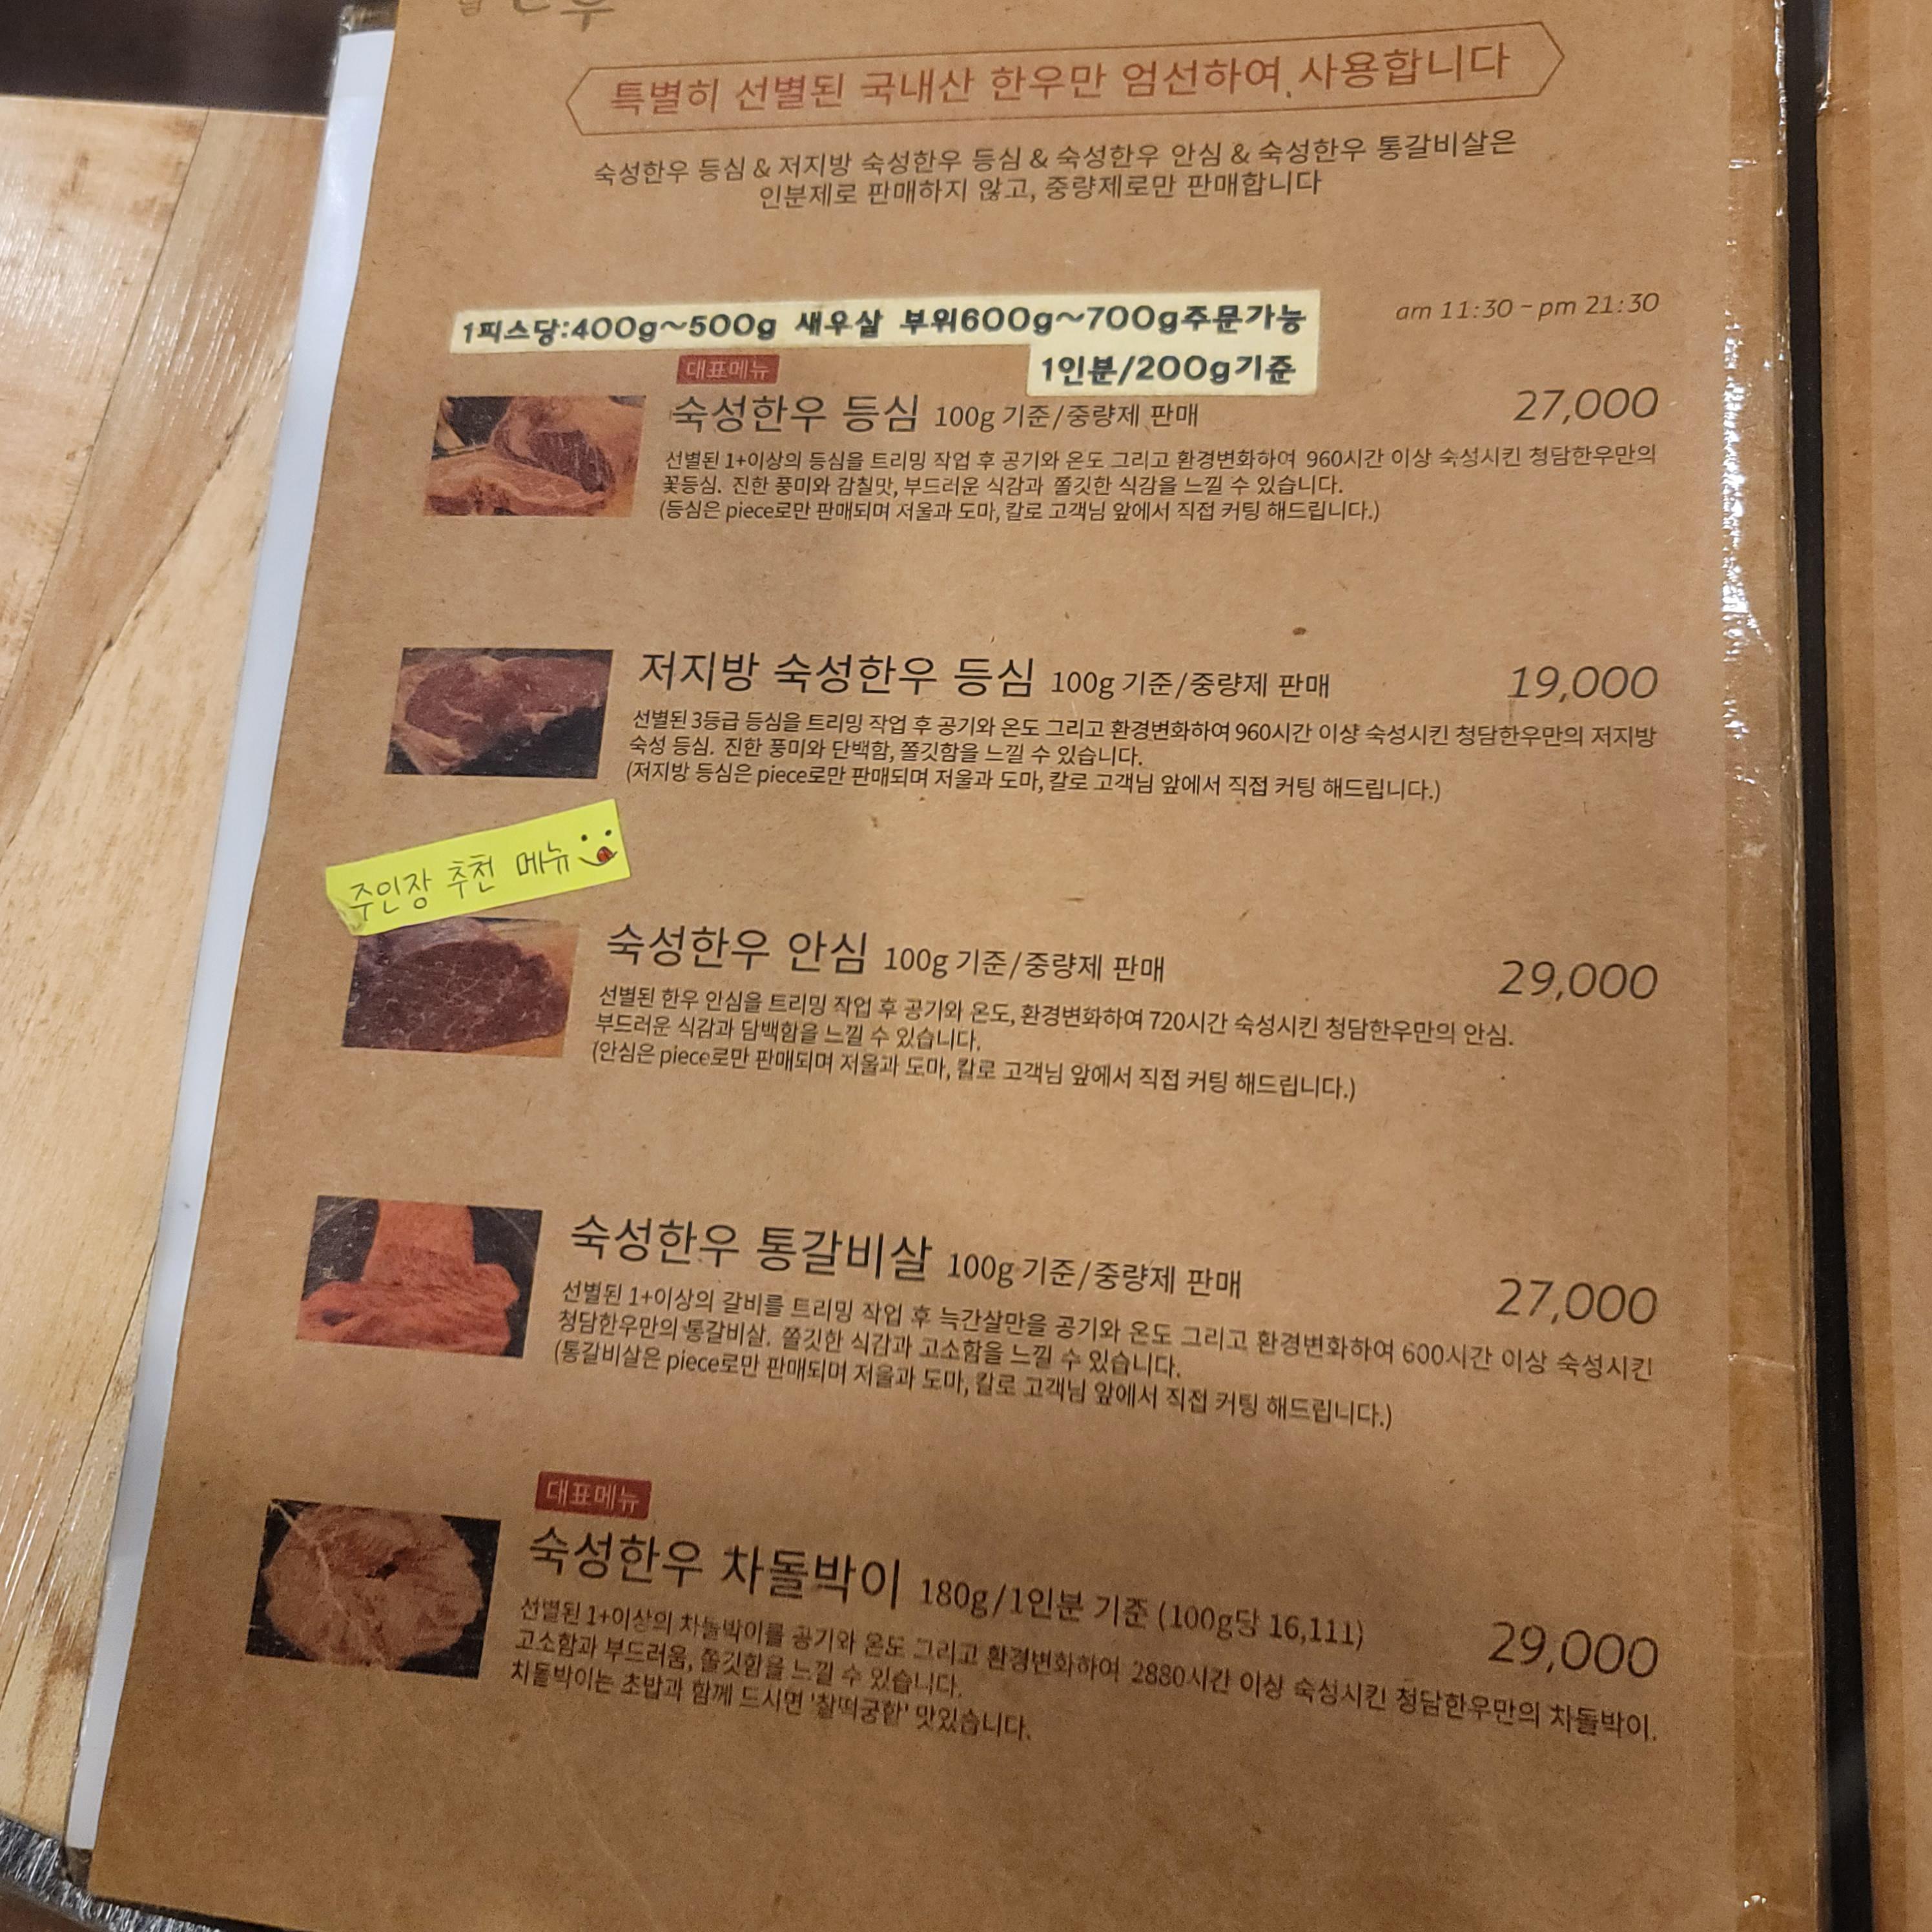 특별히 선별된 국내산 한우만 엄선하여 사용합니다
숙성한우 등심 & 저지방 숙성한우 등심 & 숙성한우 안심 & 숙성한우 통갈비살은
인분제로 판매하지 않고, 중량제로만 판매합니다
am 11:30 - pm 21:30
1피스당:400g~500g 새우살 부위600g~700g주문가능
1인분/200g기준
대표메뉴
숙성한우 등심 100g 기준/중량제 판매 27,000
선별된 1+이상의 등심을 트리밍 작업 후 공기와 온도 그리고 환경변화하여 960시간 이상 숙성시킨 청담한우만의
꽃등심. 진한 풍미와 감칠맛, 부드러운 식감과 쫄깃한 식감을 느낄 수 있습니다.
(등심은 piece로만 판매되며 저울과 도마, 칼로 고객님 앞에서 직접 커팅 해드립니다.)
저지방 숙성한우 등심 100g 기준/중량제 판매 19,000
선별된 3등급 등심을 트리밍 작업 후 공기와 온도 그리고 환경변화하여 960시간 이상 숙성시킨 청담한우만의 저지방
숙성 등심. 진한 풍미와 단백함, 쫄깃함을 느낄 수 있습니다.
(저지방 등심은 piece로만 판매되며 저울과 도마, 칼로 고객님 앞에서 직접 커팅 해드립니다.)
주인장 추천 메뉴
숙성한우 안심 100g 기준/중량제 판매 29,000
선별된 한우 안심을 트리밍 작업 후 공기와 온도, 환경변화하여 720시간 숙성시킨 청담한우만의 안심.
부드러운 식감과 담백함을 느낄 수 있습니다.
(안심은 piece로만 판매되며 저울과 도마, 칼로 고객님 앞에서 직접 커팅 해드립니다.)
숙성한우 통갈비살 100g 기준/중량제 판매 27,000
선별된 1+이상의 갈비를 트리밍 작업 후 늑간살만을 공기와 온도 그리고 환경변화하여 600시간 이상 숙성시킨
청담한우만의 통갈비살. 쫄깃한 식감과 고소함을 느낄 수 있습니다.
(통갈비살은 piece로만 판매되며 저울과 도마, 칼로 고객님 앞에서 직접 커팅 해드립니다.)
대표메뉴
숙성한우 차돌박이 180g/1인분 기준 (100g당 16,111) 29,000
선별된 1+이상의 차돌박이를 공기와 온도 그리고 환경변화하여 2880시간 이상 숙성시킨 청담한우만의 차돌박이.
고소함과 부드러움, 쫄깃함을 느낄 수 있습니다.
차돌박이는 초밥과 함께 드시면 '찰떡궁합' 맛있습니다.